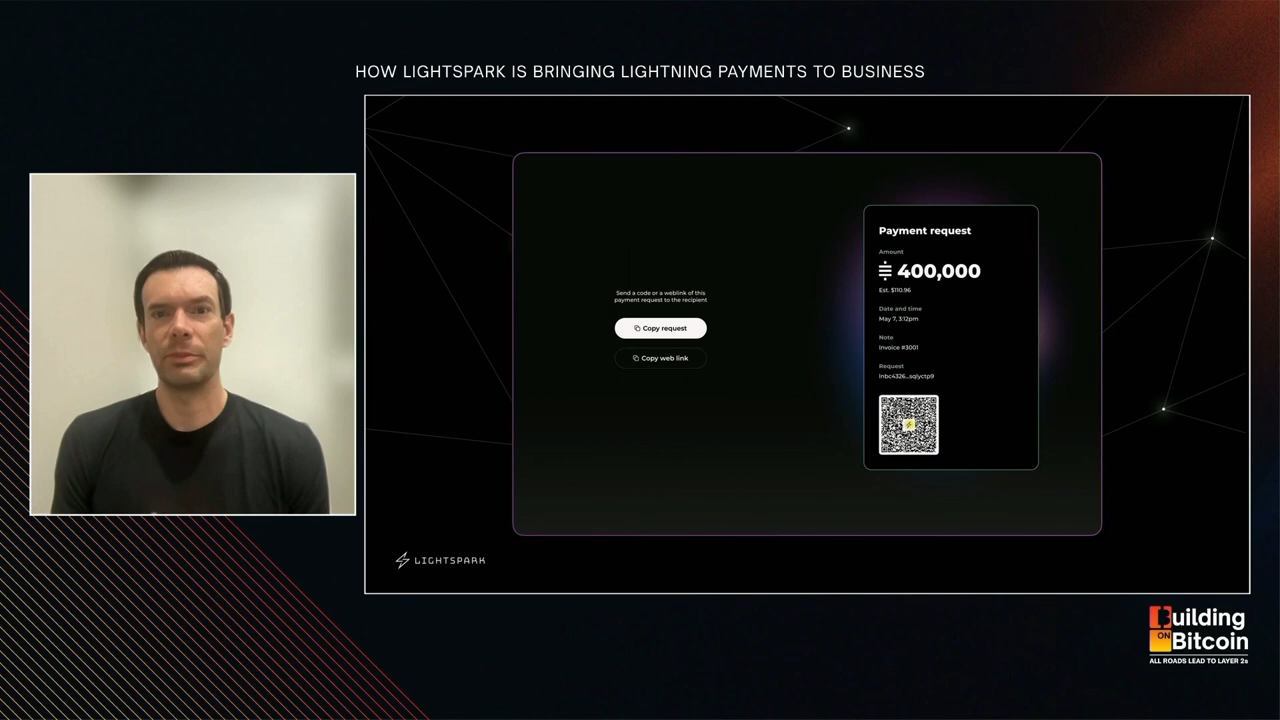 HOW LIGHTSPARK IS BRINGING LIGHTNING PAYMENTS TO BUSINESS
Send a code or a weblink of this
payment request to the recipient
Copy request
Copy web link
Payment request
Amount
400,000
Est. $110.96
Date and time
May 7, 3:12pm
Note
Invoice #3001
Request
lnbc4326...sqlyctp9
LIGHTSPARK
Building
ON
Bitcoin
ALL ROADS LEAD TO LAYER 2s